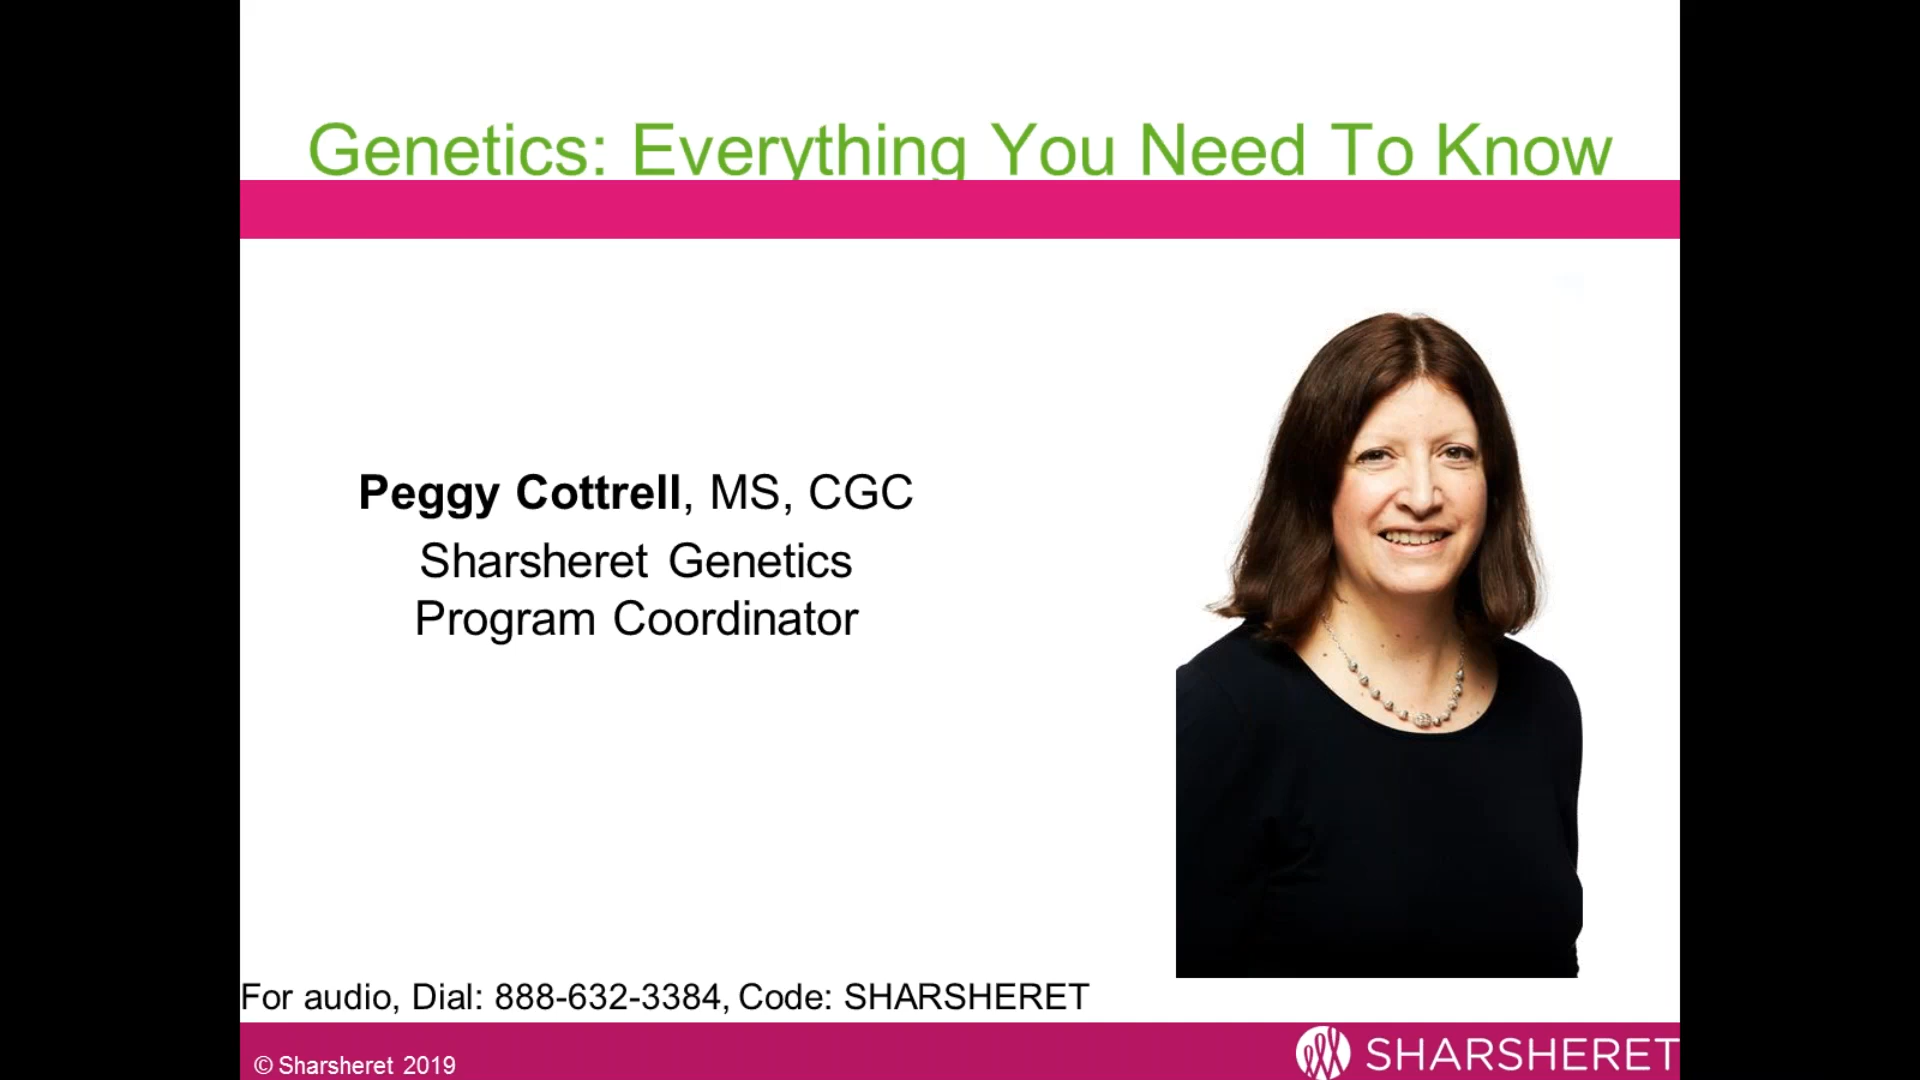 Genetics: Everything You Need To Know
Peggy Cottrell, MS, CGC
Sharsheret Genetics
Program Coordinator
For audio, Dial: 888-632-3384, Code: SHARSHERET
© Sharsheret 2019
SHARSHERET